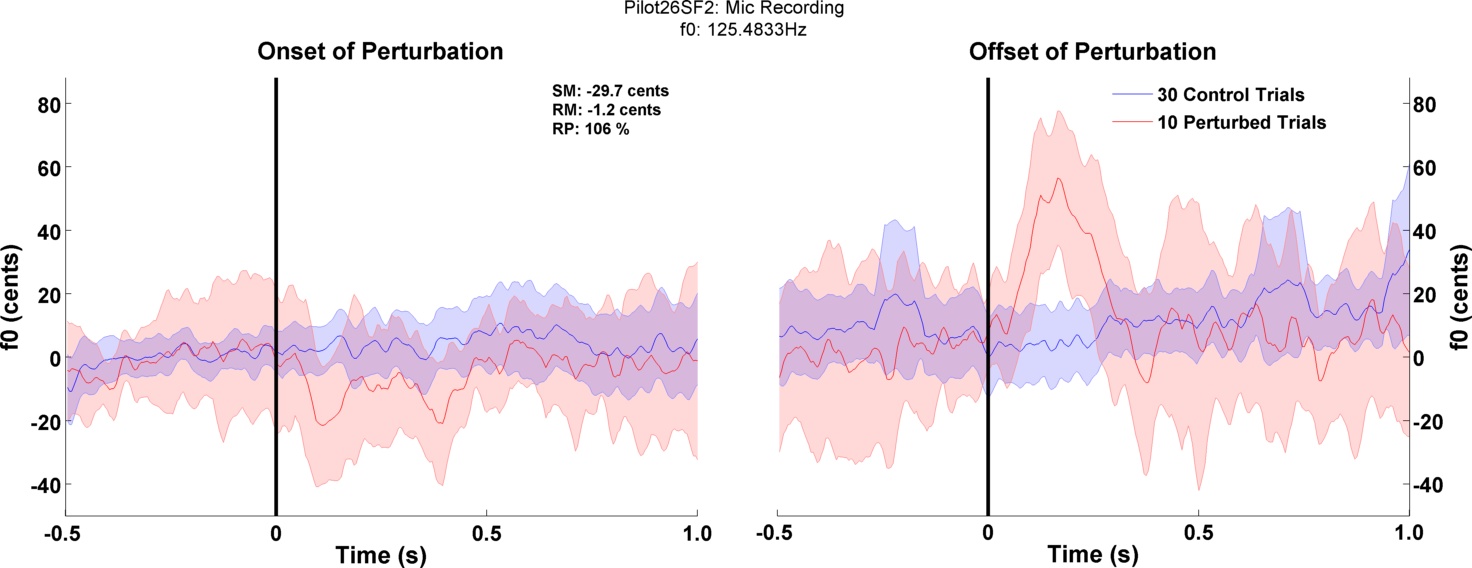 Pilot26SF2: Mic Recording
f0: 125.4833Hz
Onset of Perturbation
SM: -29.7 cents
RM: -1.2 cents
RP: 106 %
f0 (cents)
80
60
40
20
0
-20
-40
-0.5 0 0.5 1.0
Time (s)
Offset of Perturbation
30 Control Trials
10 Perturbed Trials
80
60
40
20
0
-20
-40
f0 (cents)
-0.5 0 0.5 1.0
Time (s)